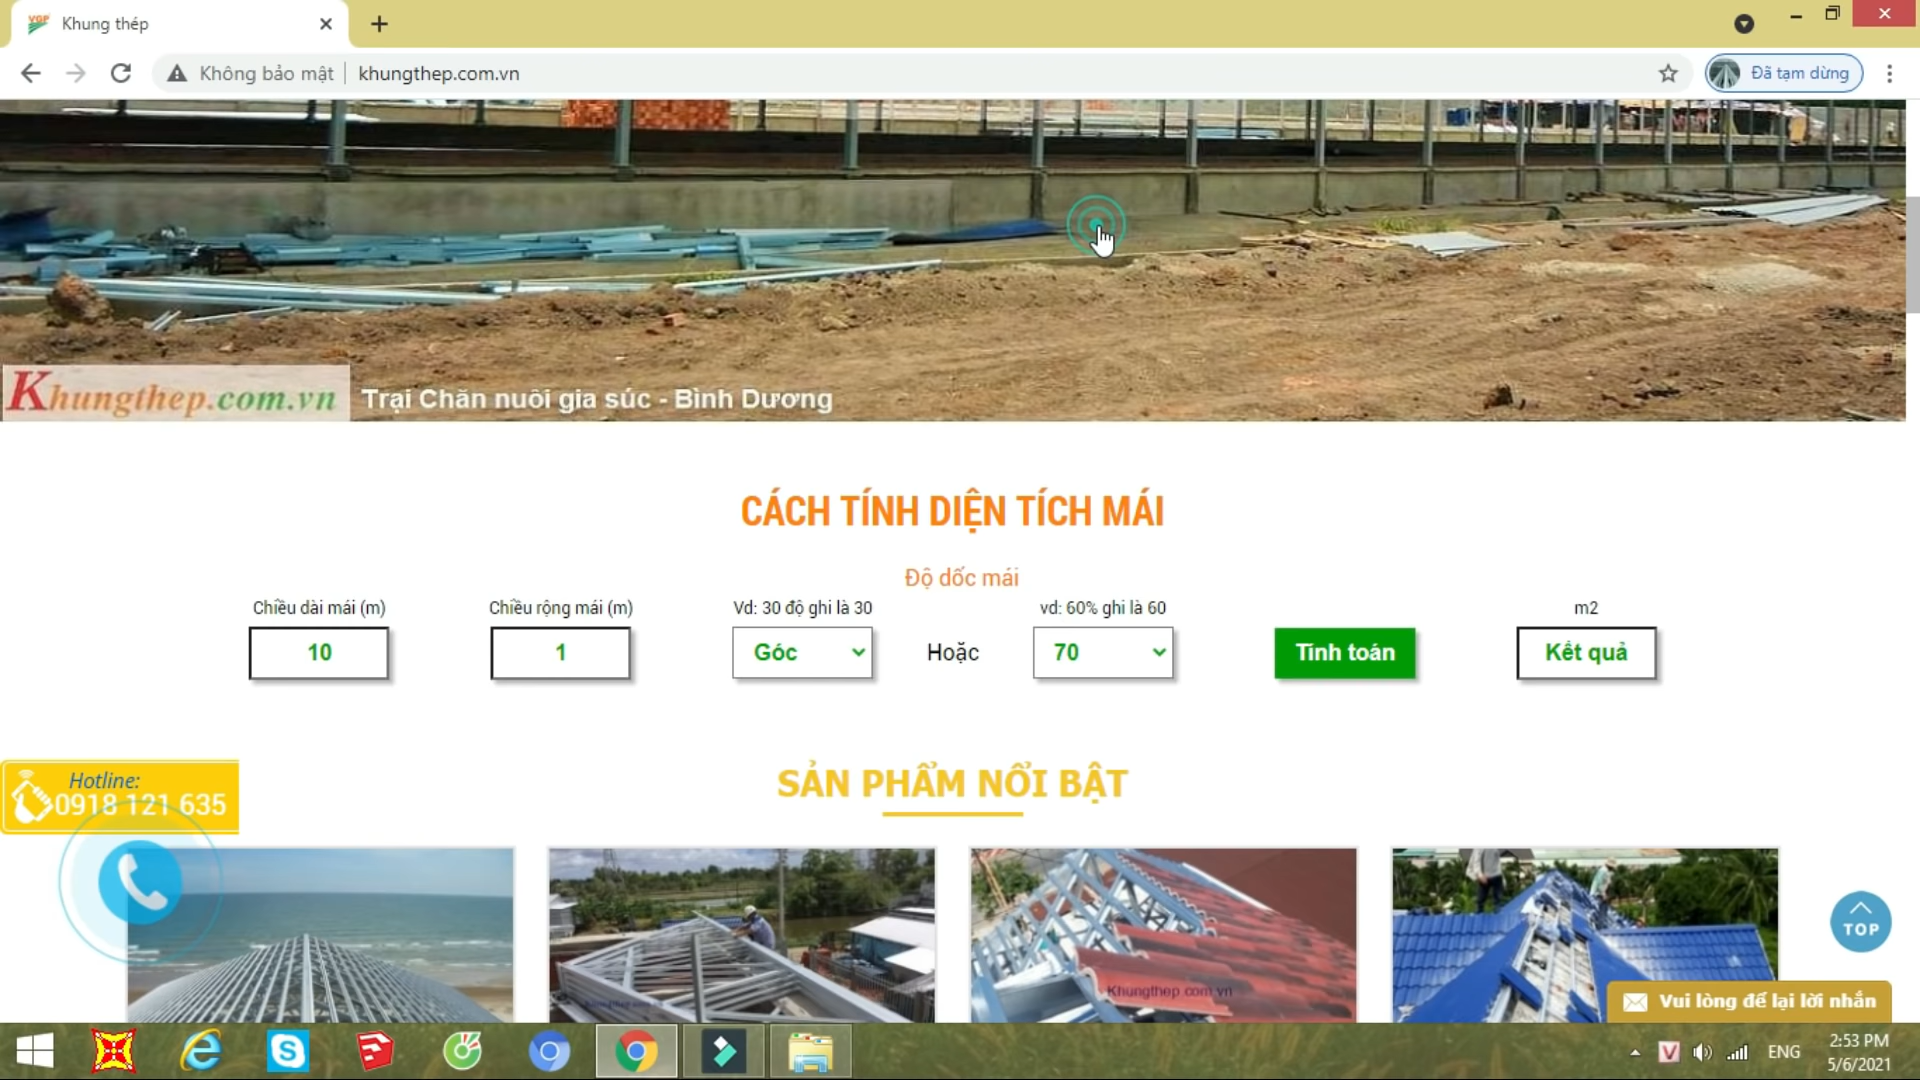 Khung thép
Không bảo mật
khungthep.com.vn
Đã tạm dừng
Khungthep.com.vn
Trại Chăn nuôi gia súc - Bình Dương
CÁCH TÍNH DIỆN TÍCH MÁI
Độ dốc mái
Chiều dài mái (m)
Chiều rộng mái (m)
Vd: 30 độ ghi là 30
vd: 60% ghi là 60
m2
10
1
Góc
Hoặc
70
Tính toán
Kết quả
Hotline:
0918 121 635
SẢN PHẨM NỔI BẬT
Khungthep.com.vn
TOP
Vui lòng để lại lời nhắn
ENG
2:53 PM
5/6/2021